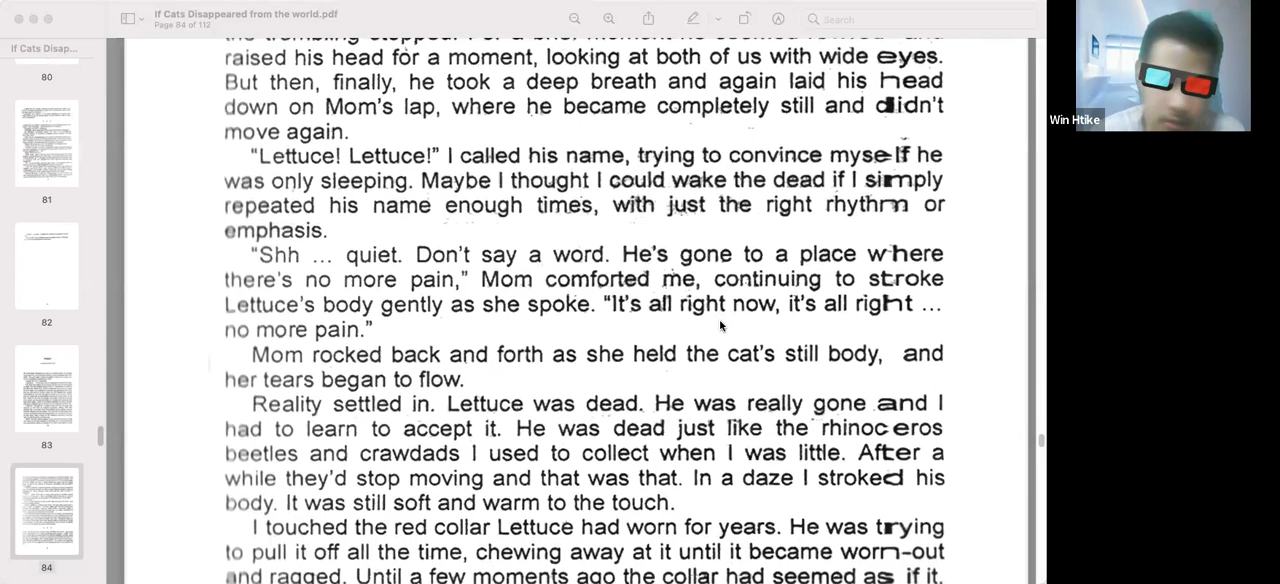 If Cats Disappeared from the world.pdf
Page 84 of 112
Search
If Cats Disap...
80
81
82
83
84
raised his head for a moment, looking at both of us with wide eyes.
But then, finally, he took a deep breath and again laid his head
down on Mom's lap, where he became completely still and didn't
move again.
"Lettuce! Lettuce!" I called his name, trying to convince myself he
was only sleeping. Maybe I thought I could wake the dead if I simply
repeated his name enough times, with just the right rhythm or
emphasis.
"Shh ... quiet. Don't say a word. He's gone to a place where
there's no more pain," Mom comforted me, continuing to stroke
Lettuce's body gently as she spoke. "It's all right now, it's all right ...
no more pain."
Mom rocked back and forth as she held the cat's still body, and
her tears began to flow.
Reality settled in. Lettuce was dead. He was really gone and I
had to learn to accept it. He was dead just like the rhinoceros
beetles and crawdads I used to collect when I was little. After a
while they'd stop moving and that was that. In a daze I stroked his
body. It was still soft and warm to the touch.
I touched the red collar Lettuce had worn for years. He was trying
to pull it off all the time, chewing away at it until it became worn-out
and ragged. Until a few moments ago the collar had seemed as if it,
Win Htike